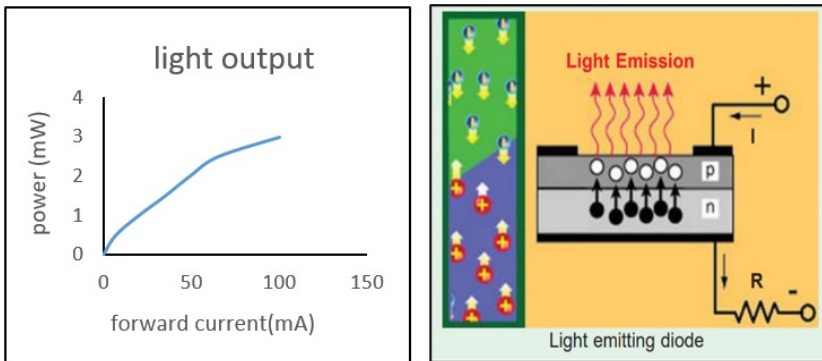 light output
power (mW)
4
3
2
1
0
0 50 100 150
forward current(mA)
Light Emission
+
I
p
n
R
-
Light emitting diode